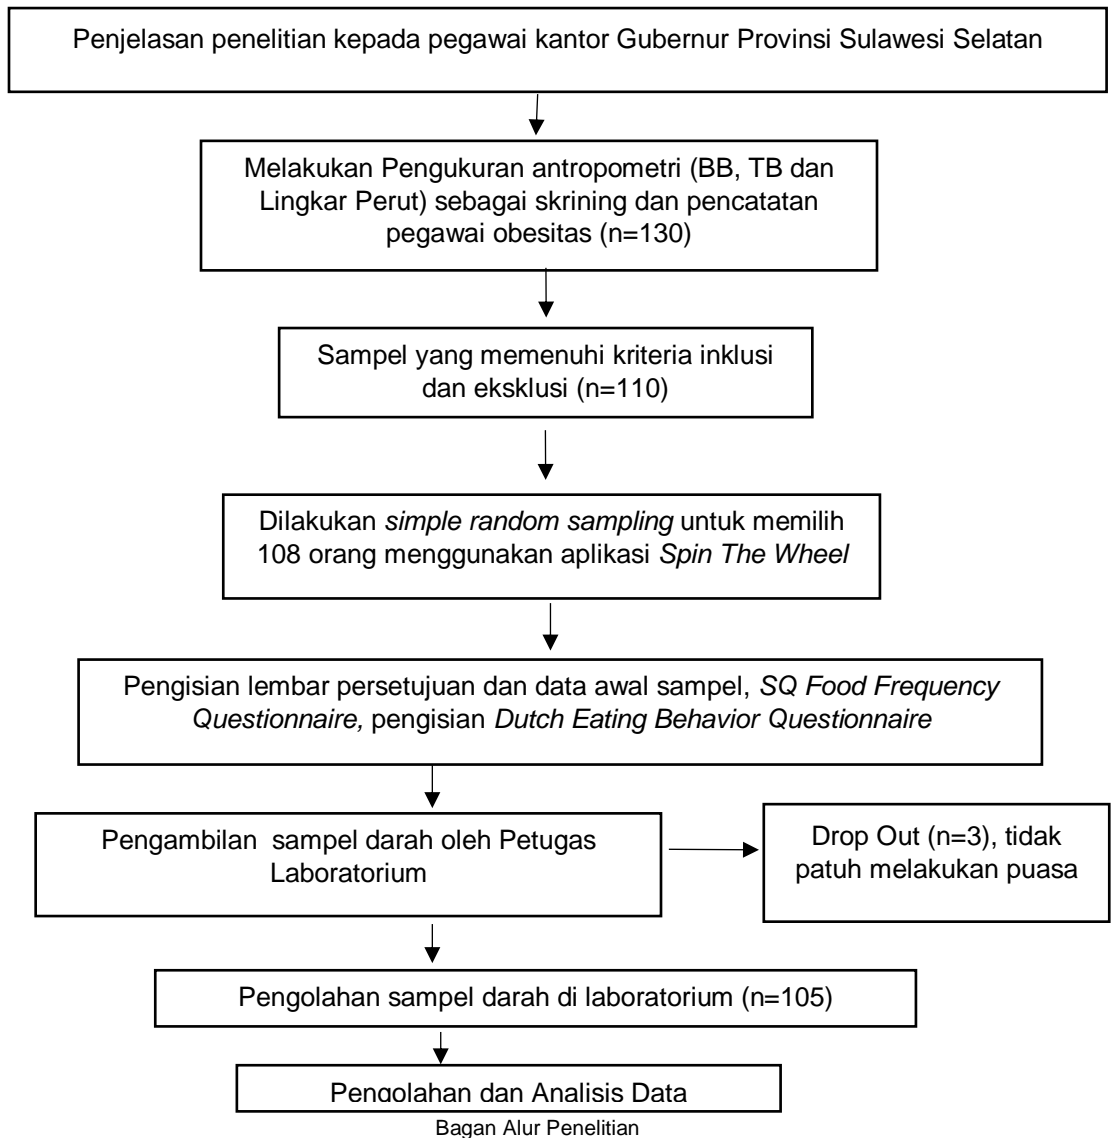 Penjelasan penelitian kepada pegawai kantor Gubernur Provinsi Sulawesi Selatan
Melakukan Pengukuran antropometri (BB, TB dan
Lingkar Perut) sebagai skrining dan pencatatan
pegawai obesitas (n=130)
Sampel yang memenuhi kriteria inklusi
dan eksklusi (n=110)
Dilakukan simple random sampling untuk memilih
108 orang menggunakan aplikasi Spin The Wheel
Pengisian lembar persetujuan dan data awal sampel, SQ Food Frequency
Questionnaire, pengisian Dutch Eating Behavior Questionnaire
Pengambilan sampel darah oleh Petugas
Laboratorium
Drop Out (n=3), tidak
patuh melakukan puasa
Pengolahan sampel darah di laboratorium (n=105)
Pengolahan dan Analisis Data
Bagan Alur Penelitian